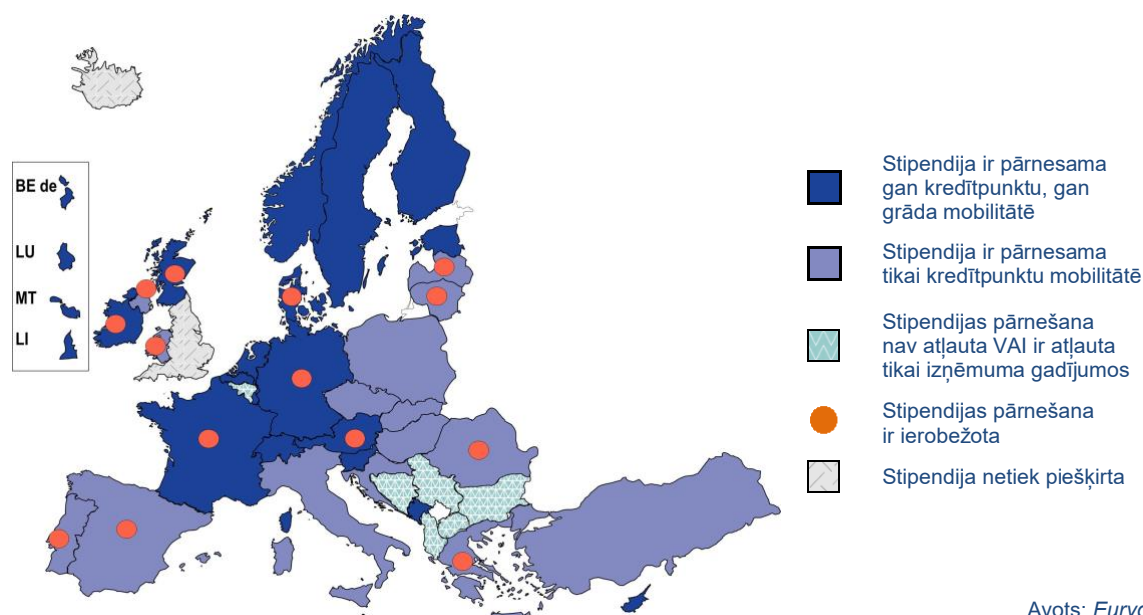 BE de
LU
MT
LI
Stipendija ir pārnesama
gan kredītpunktu, gan
grāda mobilitātē
Stipendija ir pārnesama
tikai kredītpunktu mobilitātē
Stipendijas pārnešana
nav atļauta VAI ir atļauta
tikai izņēmuma gadījumos
Stipendijas pārnešana
ir ierobežota
Stipendija netiek piešķirta
Avots: